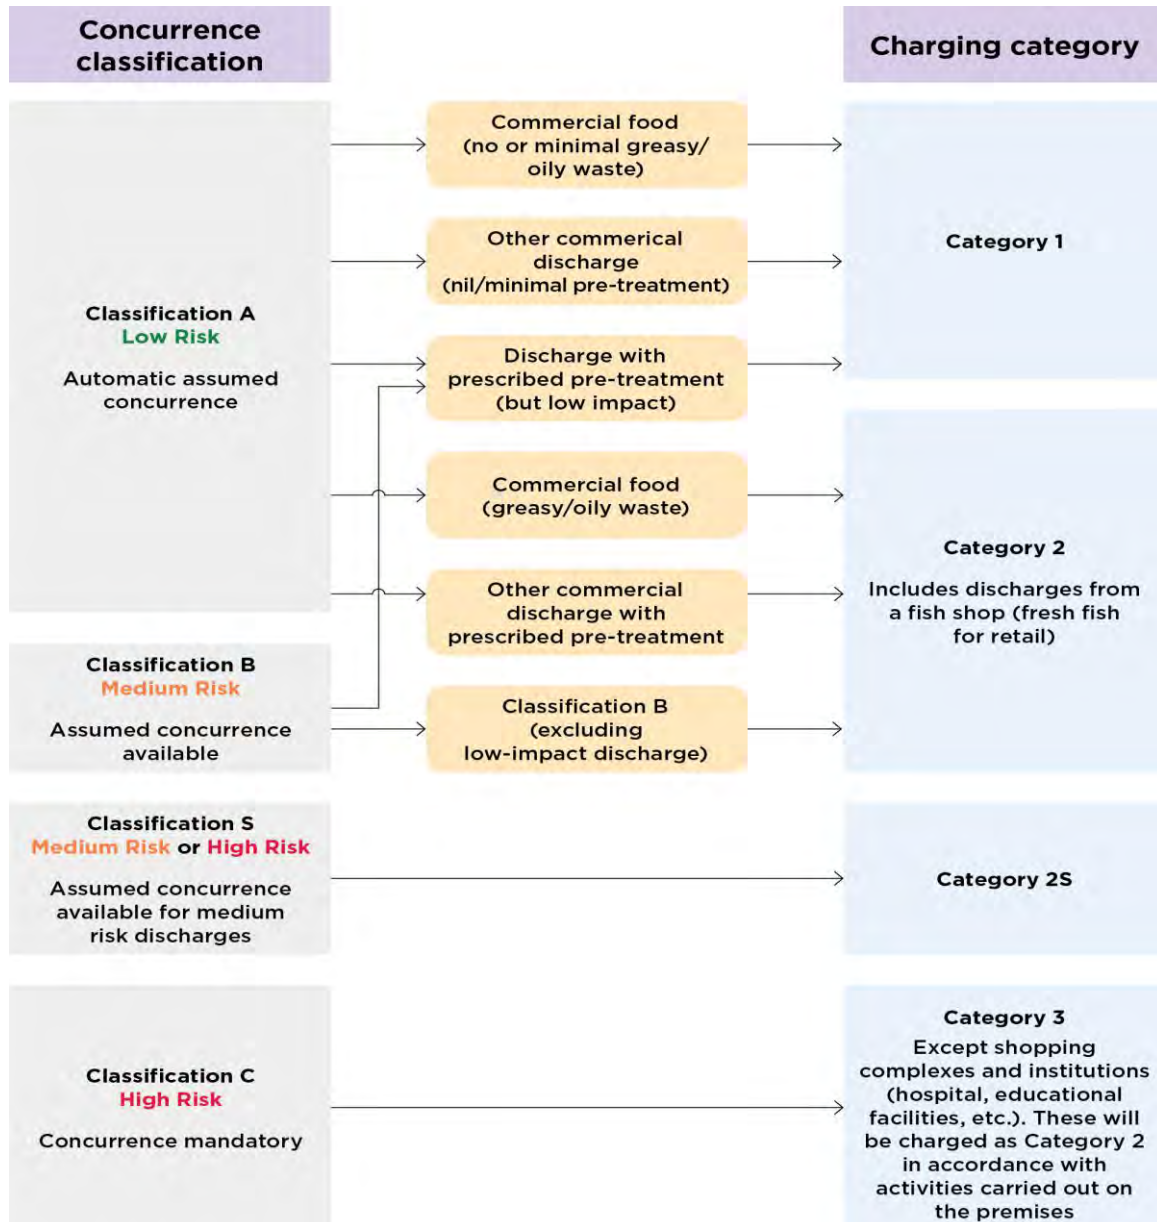 Concurrence
classification
Charging category
Classification A
Low Risk
Automatic assumed
concurrence
Commercial food
(no or minimal greasy/
oily waste)
Other commerical
discharge
(nil/minimal pre-treatment)
Discharge with
prescribed pre-treatment
(but low impact)
Category 1
Commercial food
(greasy/oily waste)
Other commercial
discharge with
prescribed pre-treatment
Classification B
Medium Risk
Assumed concurrence
available
Classification B
(excluding
low-impact discharge)
Category 2
Includes discharges from
a fish shop (fresh fish
for retail)
Classification S
Medium Risk or High Risk
Assumed concurrence
available for medium
risk discharges
Category 2S
Classification C
High Risk
Concurrence mandatory
Category 3
Except shopping
complexes and institutions
(hospital, educational
facilities, etc.). These will
be charged as Category 2
in accordance with
activities carried out on
the premises